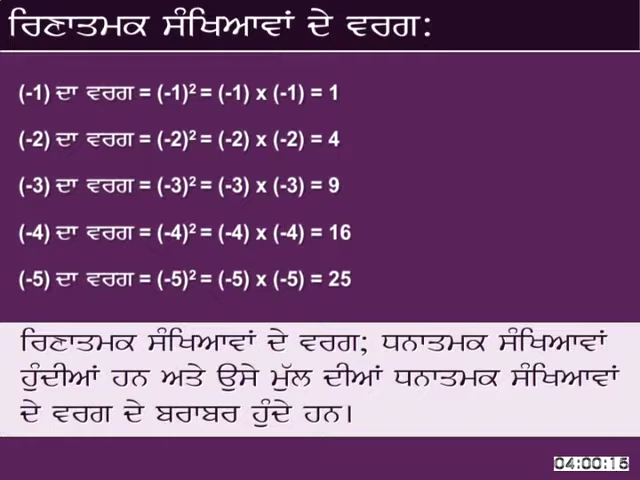 ਰਿਣਾਤਮਕ ਸੰਖਿਆਵਾਂ ਦੇ ਵਰਗ:
(-1) ਦਾ ਵਰਗ = (-1)² = (-1) x (-1) = 1
(-2) ਦਾ ਵਰਗ = (-2)² = (-2) x (-2) = 4
(-3) ਦਾ ਵਰਗ = (-3)² = (-3) x (-3) = 9
(-4) ਦਾ ਵਰਗ = (-4)² = (-4) x (-4) = 16
(-5) ਦਾ ਵਰਗ = (-5)² = (-5) x (-5) = 25
ਰਿਣਾਤਮਕ ਸੰਖਿਆਵਾਂ ਦੇ ਵਰਗ; ਧਨਾਤਮਕ ਸੰਖਿਆਵਾਂ
ਹੁੰਦੀਆਂ ਹਨ ਅਤੇ ਉਸੇ ਮੁੱਲ ਦੀਆਂ ਧਨਾਤਮਕ ਸੰਖਿਆਵਾਂ
ਦੇ ਵਰਗ ਦੇ ਬਰਾਬਰ ਹੁੰਦੇ ਹਨ।
04:00:15